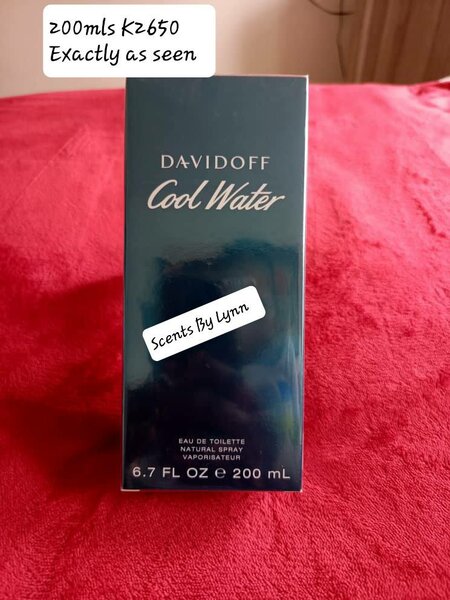 200mls K2650
Exactly as seen
DAVIDOFF
Cool Water
Scents By Lynn
EAU DE TOILETTE
NATURAL SPRAY
VAPORISATEUR
6.7 FL OZ ℮ 200 mL